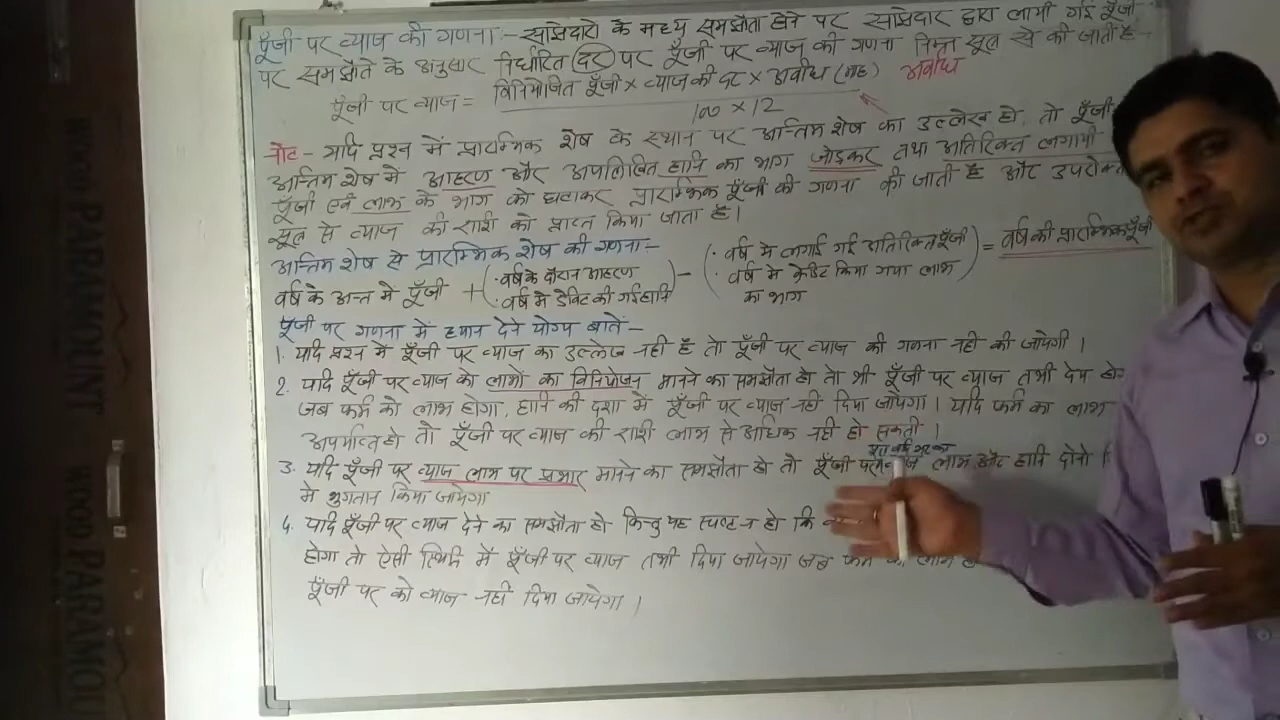 पूँजी पर व्याज की गणना:- साझेदारो के मध्य समझौता होने पर साझेदार द्वारा लायी गई पूँजी
पर समझौते के अनुसार निर्धारित दर पर पूँजी पर व्याज की गणना निम्न सूत्र से की जाती है -
पूँजी पर व्याज = विनियोजित पूँजी × व्याज की दर × अवधि (माह) अवधि
100 × 12
नोट- यदि प्रश्न में प्रारम्भिक शेष के स्थान पर अन्तिम शेष का उल्लेख हो, तो पूँजी
अन्तिम शेष में आहरण और अपलिखित हानि का भाग जोड़कर तथा अतिरिक्त लगायी
पूँजी एवं लाभ के भाग को घटाकर प्रारम्भिक पूँजी की गणना की जाती है और उपरोक्त
सूत्र से व्याज की राशी को प्राप्त किया जाता है।
अन्तिम शेष से प्रारम्भिक शेष की गणना:-
वर्ष के अन्त मे पूँजी + (· वर्ष के दौरान आहरण · वर्ष मे डेबिट की गई हानि) - (· वर्ष मे लगाई गई अतिरिक्त पूँजी · वर्ष मे क्रेडिट किया गया लाभ का भाग) = वर्ष की प्रारम्भिक पूँजी
पूँजी पर गणना में ध्यान देने योग्य बातें-
1. यदि प्रश्न मे पूँजी पर व्याज का उल्लेख नही है तो पूँजी पर व्याज की गणना नही की जायेगी।
2. यदि पूँजी पर व्याज को लाभों का विनियोजन मानने का समझौता हो तो भी पूँजी पर व्याज तभी देय हो
जब फर्म को लाभ होगा, हानि की दशा मे पूँजी पर व्याज नही दिया जायेगा। यदि फर्म का लाभ
अपर्याप्त हो तो पूँजी पर व्याज की राशी लाभ से अधिक नही हो सकती।
3. यदि पूँजी पर व्याज लाभ पर प्रभार मानने का समझौता हो तो पूँजी पर व्याज लाभ और हानि दोनो
मे भुगतान किया जायेगा
4. यदि पूँजी पर व्याज देने का समझौता हो किन्तु यह स्पष्ट न हो कि
होगा तो ऐसी स्थिति में पूँजी पर व्याज तभी दिया जायेगा जब फर्म को लाभ
पूँजी पर को व्याज नही दिया जायेगा।
WOOD PARAMOUNT
WOOD PARAMOU